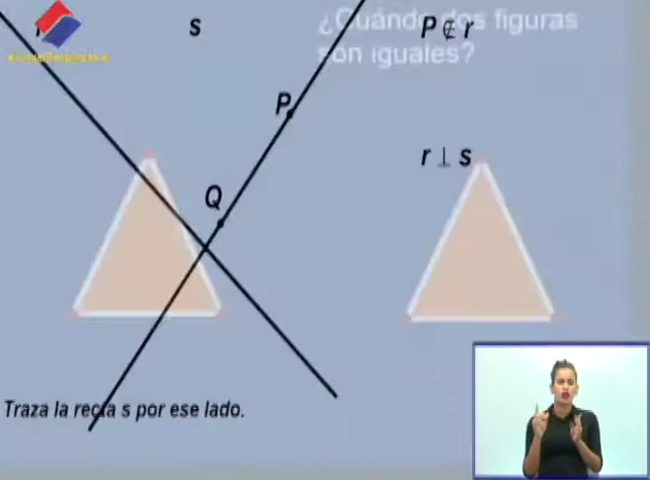 ¿Cuándo dos figuras
son iguales?
s
P ∉ r
P
r ⊥ s
Q
Traza la recta s por ese lado.